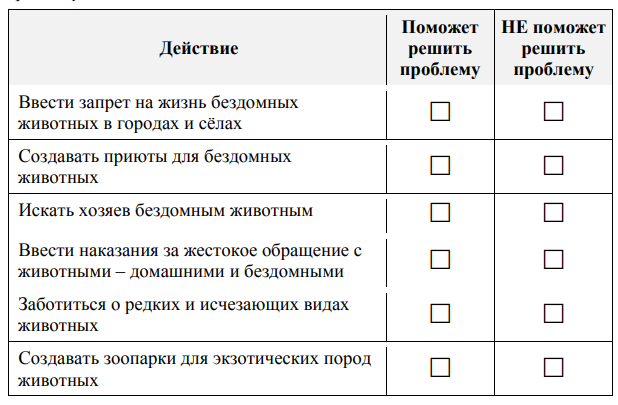 Действие
Поможет
решить
проблему
НЕ поможет
решить
проблему
Ввести запрет на жизнь бездомных
животных в городах и сёлах
Создавать приюты для бездомных
животных
Искать хозяев бездомным животным
Ввести наказания за жестокое обращение с
животными – домашними и бездомными
Заботиться о редких и исчезающих видах
животных
Создавать зоопарки для экзотических пород
животных